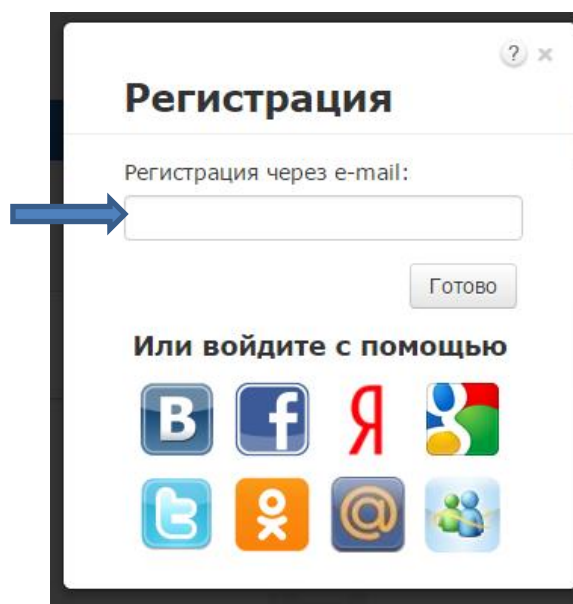 ? ×
Регистрация
Регистрация через e-mail:
Готово
Или войдите с помощью
В f Я g
t @